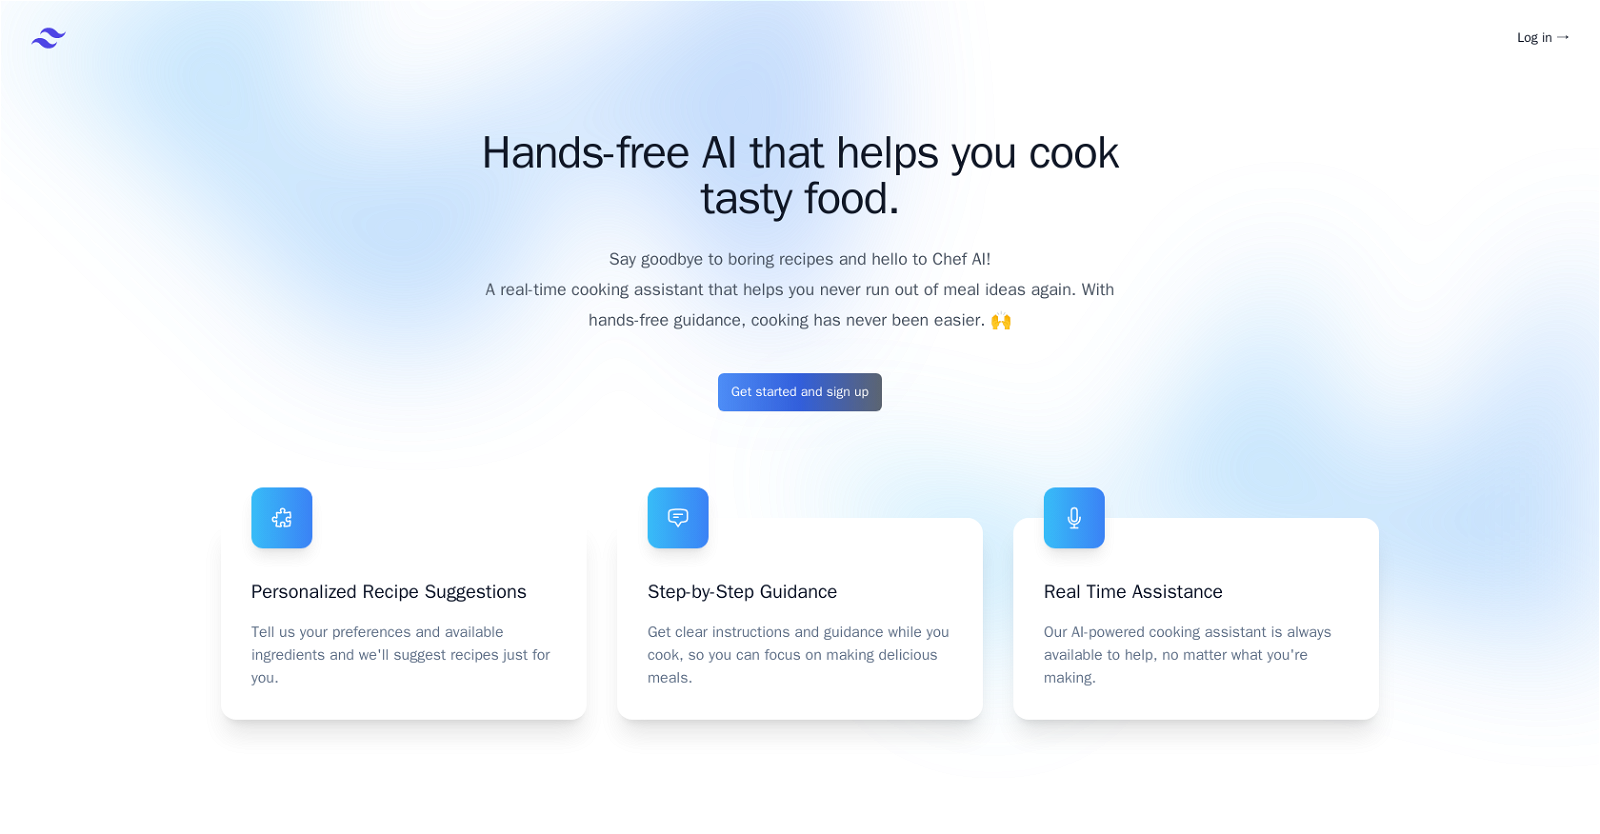 Log in →
Hands-free AI that helps you cook
tasty food.
Say goodbye to boring recipes and hello to Chef AI!
A real-time cooking assistant that helps you never run out of meal ideas again. With
hands-free guidance, cooking has never been easier. 🙌
Get started and sign up
Personalized Recipe Suggestions
Tell us your preferences and available
ingredients and we'll suggest recipes just for
you.
Step-by-Step Guidance
Get clear instructions and guidance while you
cook, so you can focus on making delicious
meals.
Real Time Assistance
Our AI-powered cooking assistant is always
available to help, no matter what you're
making.